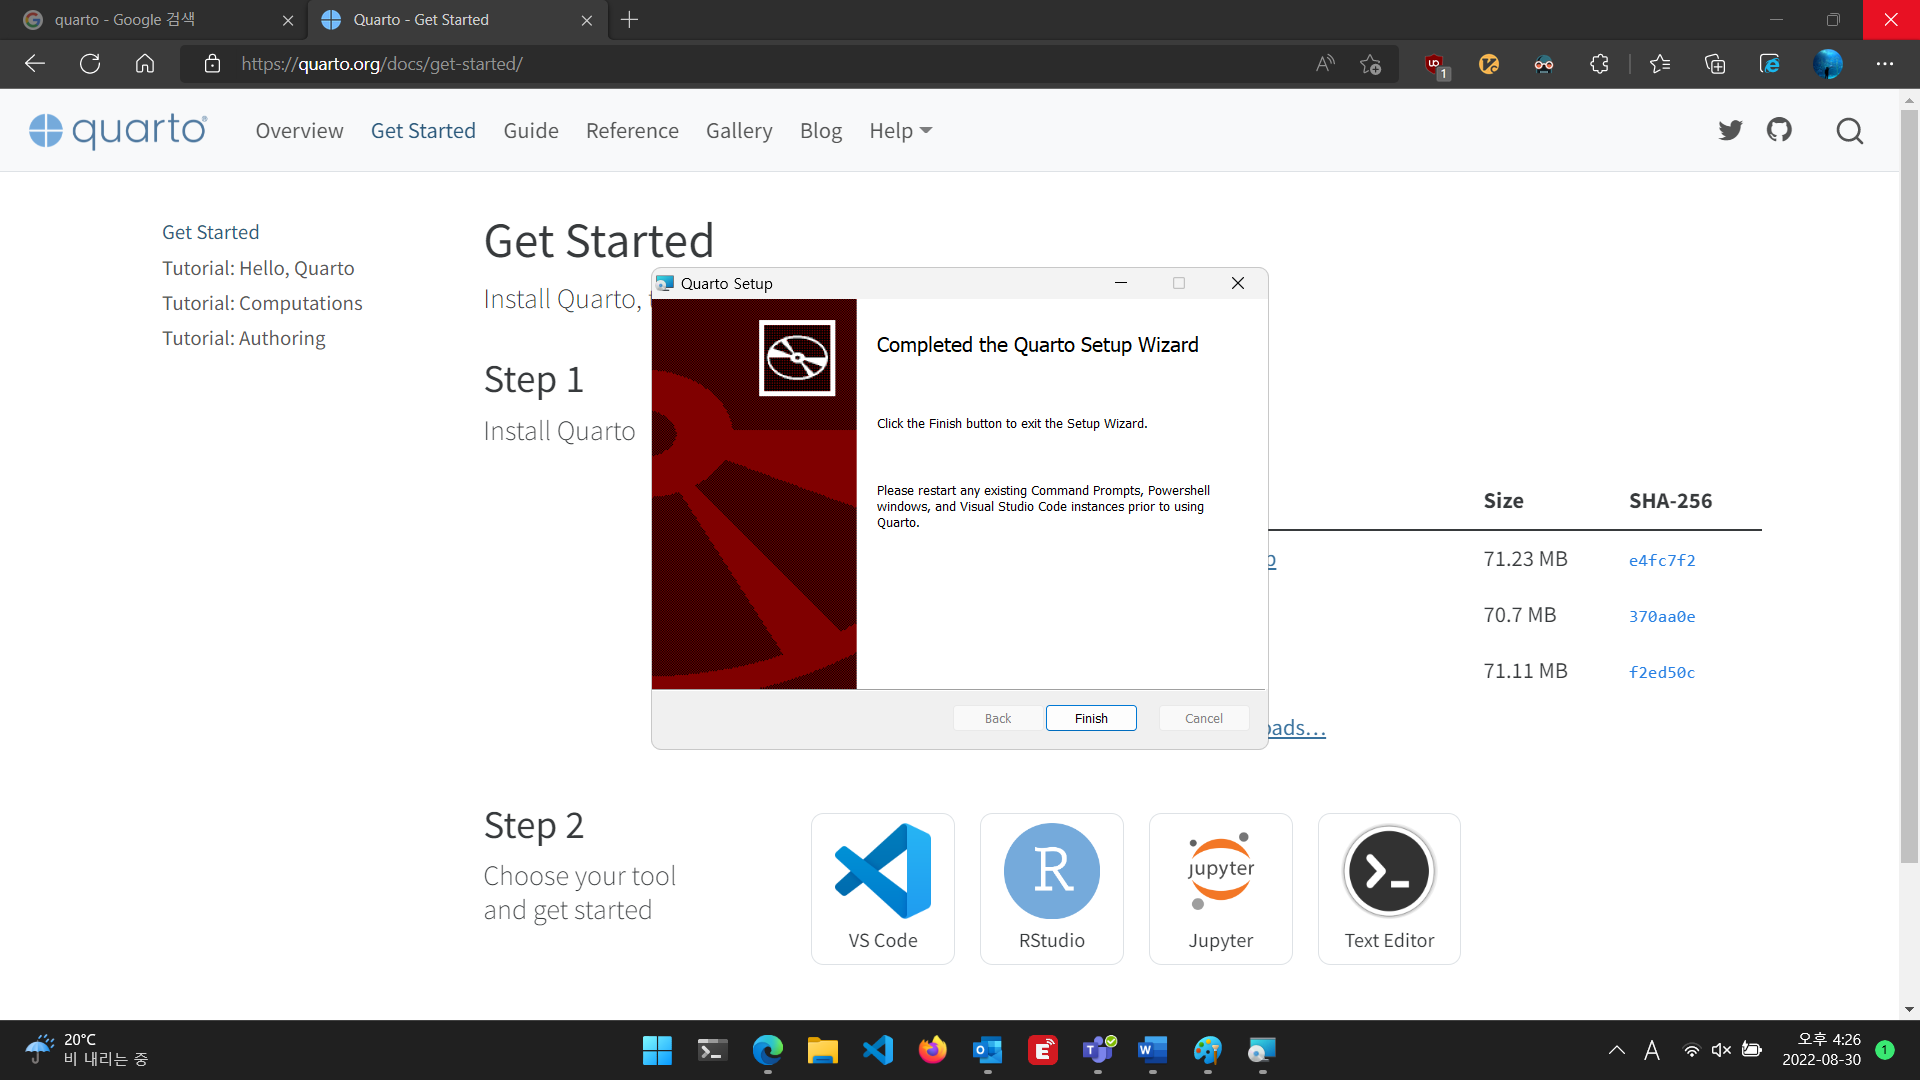 quarto - Google 검색
Quarto - Get Started
https://quarto.org/docs/get-started/
1
quarto
Overview
Get Started
Guide
Reference
Gallery
Blog
Help
Get Started
Tutorial: Hello, Quarto
Tutorial: Computations
Tutorial: Authoring
Get Started
Install Quarto,
Step 1
Install Quarto
Quarto Setup
Completed the Quarto Setup Wizard
Click the Finish button to exit the Setup Wizard.
Please restart any existing Command Prompts, Powershell
windows, and Visual Studio Code instances prior to using
Quarto.
Back
Finish
Cancel
Size
SHA-256
71.23 MB
e4fc7f2
70.7 MB
370aa0e
71.11 MB
f2ed50c
Step 2
Choose your tool
and get started
VS Code
RStudio
jupyter
Jupyter
Text Editor
20°C
비 내리는 중
A
오후 4:26
2022-08-30
1